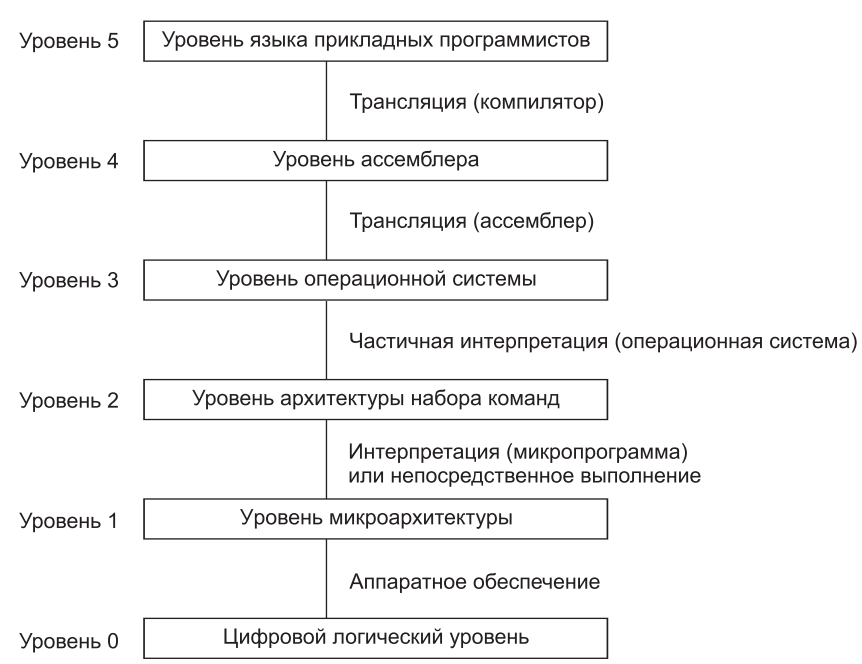 Уровень 5 Уровень языка прикладных программистов
Трансляция (компилятор)
Уровень 4 Уровень ассемблера
Трансляция (ассемблер)
Уровень 3 Уровень операционной системы
Частичная интерпретация (операционная система)
Уровень 2 Уровень архитектуры набора команд
Интерпретация (микропрограмма)
или непосредственное выполнение
Уровень 1 Уровень микроархитектуры
Аппаратное обеспечение
Уровень 0 Цифровой логический уровень